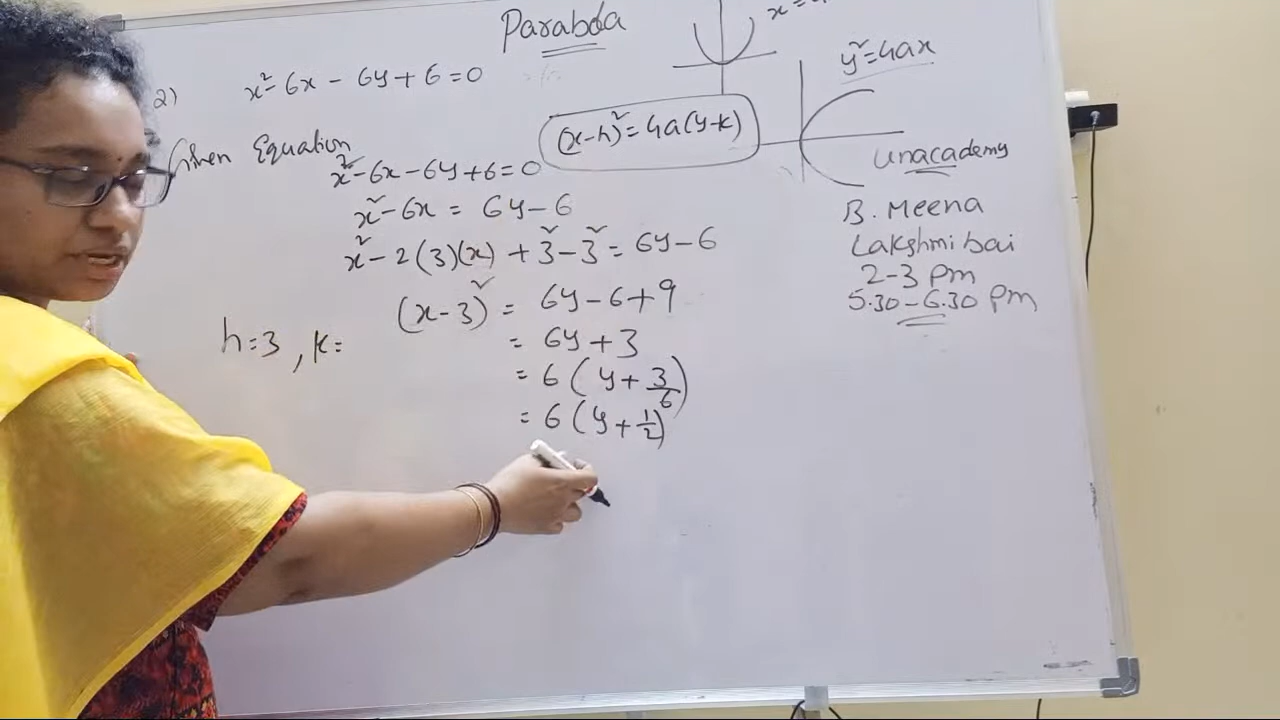 Parabola
x =
2) x² - 6x - 6y + 6 = 0
y² = 4ax
(x-h)² = 4a(y-k)
Given Equation
x² - 6x - 6y + 6 = 0
x² - 6x = 6y - 6
x² - 2(3)(x) + 3² - 3² = 6y - 6
(x-3)² = 6y - 6 + 9
= 6y + 3
h = 3, k =
= 6(y + 3/6)
= 6(y + 1/2)
unacademy
B. Meena
Lakshmi bai
2-3 pm
5.30 - 6.30 pm